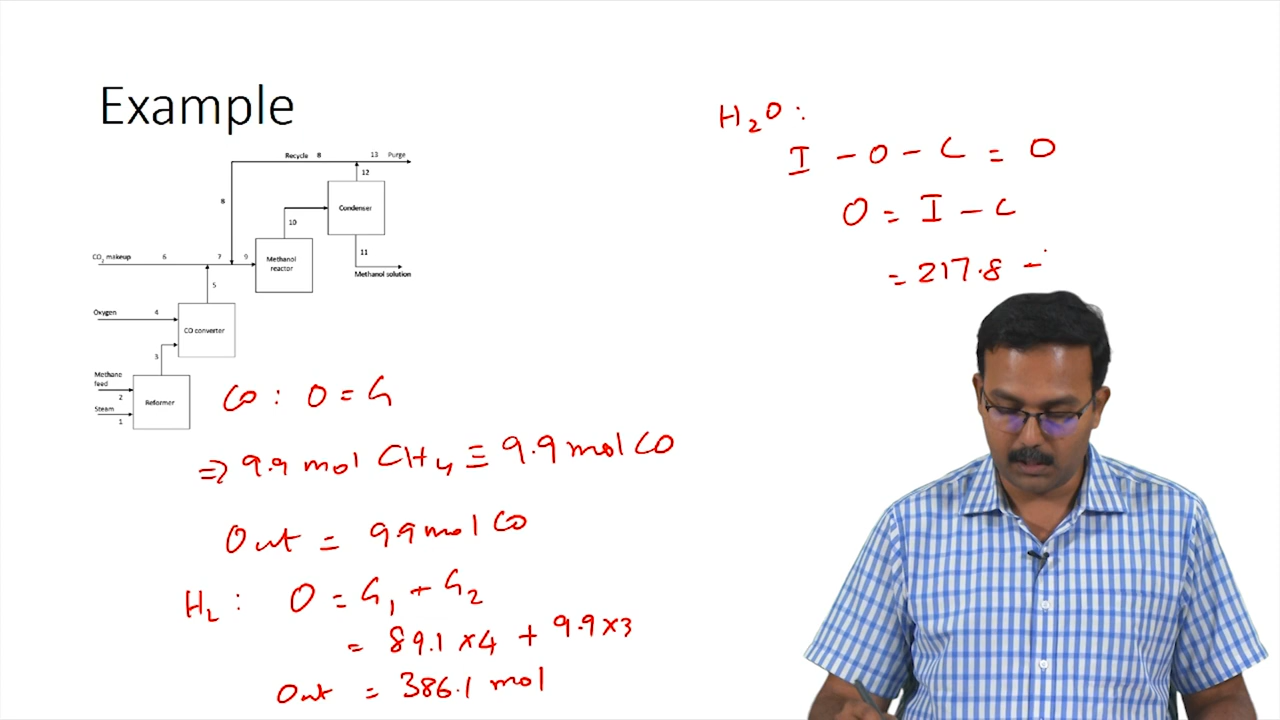 Example
Recycle 8 13 Purge
12
8
Condenser
10
CO2 makeup 6 7 9
Methanol
reactor
11
Methanol solution
5
Oxygen 4
CO converter
3
Methane
feed
2
Reformer
Steam
1
CO : O = G
⇒ 9.9 mol CH4 ≡ 9.9 mol CO
Out = 9.9 mol CO
H2 : O = G1 + G2
= 89.1 × 4 + 9.9 × 3
Out = 386.1 mol
H2O :
I - O - C = 0
O = I - C
= 217.8 -